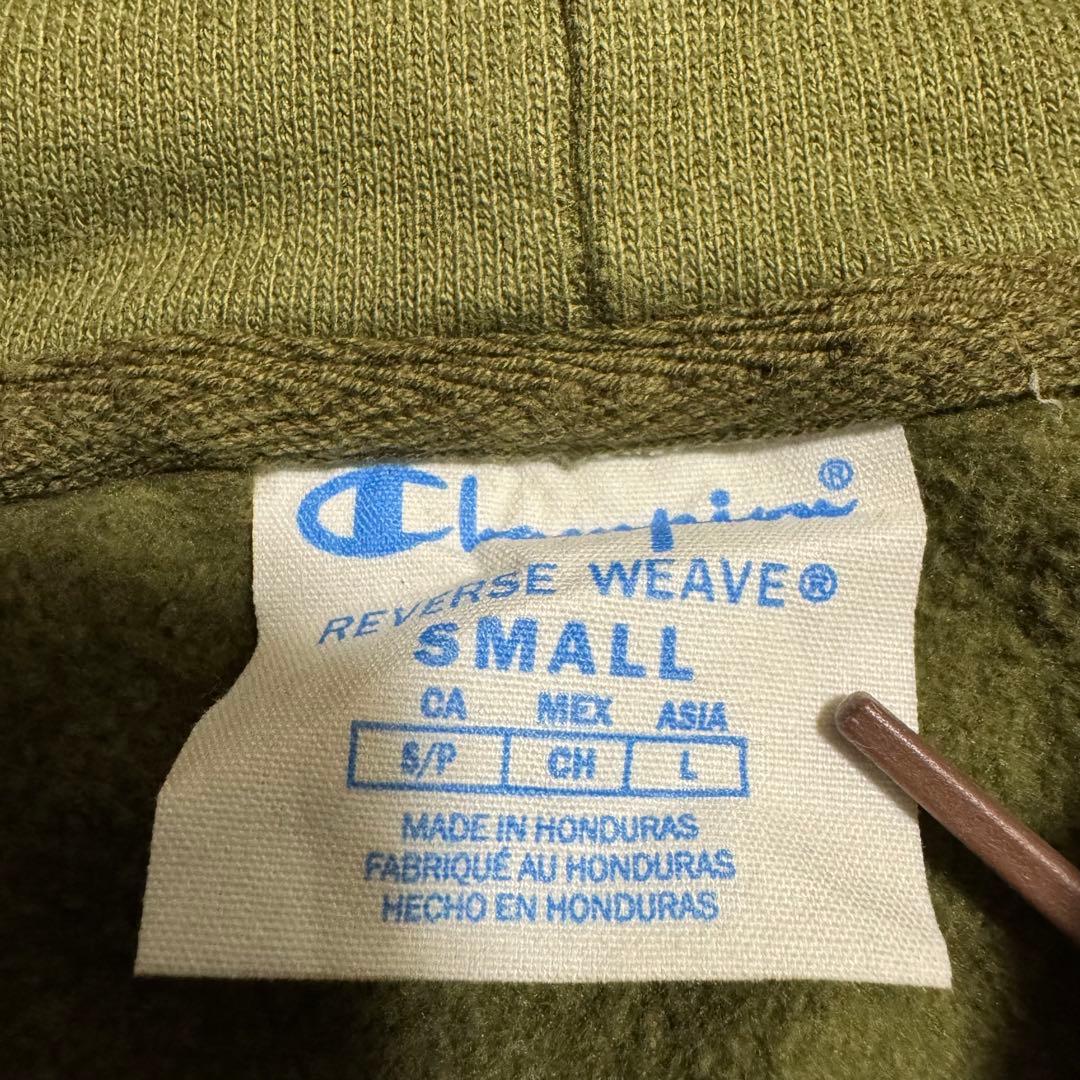 Champion®
REVERSE WEAVE®
SMALL
CA MEX ASIA
S/P CH L
MADE IN HONDURAS
FABRIQUÉ AU HONDURAS
HECHO EN HONDURAS